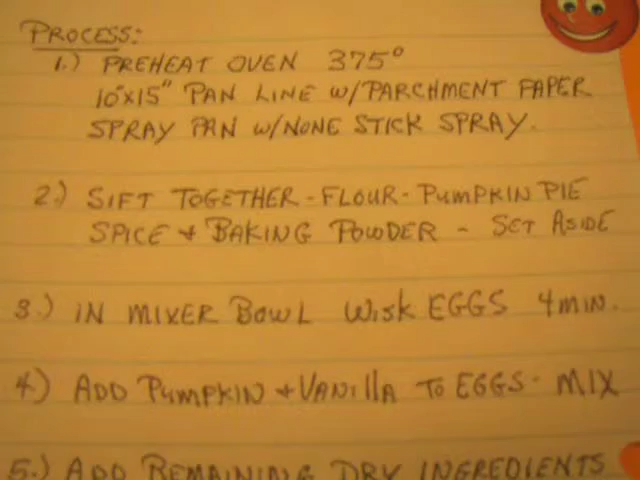 PROCESS:
1.) PREHEAT OVEN 375°
10"x15" PAN LINE W/PARCHMENT PAPER
SPRAY PAN W/NONE STICK SPRAY.
2.) SIFT TOGETHER - FLOUR - PUMPKIN PIE
SPICE + BAKING POWDER - SET ASIDE
3.) IN MIXER BOWL WISK EGGS 4 MIN.
4.) ADD PUMPKIN + VANILLA TO EGGS - MIX
5.) ADD REMAINING DRY INGREDIENTS